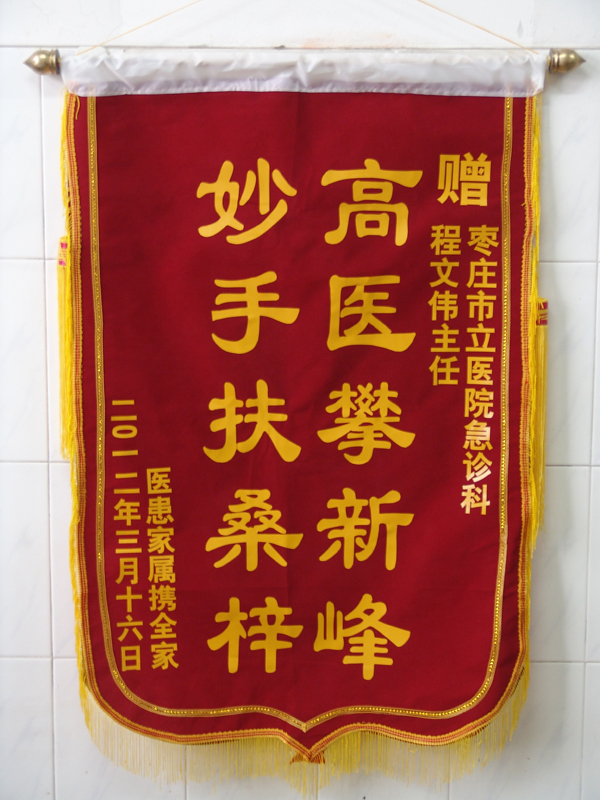 赠
枣庄市立医院急诊科
程文伟主任
高医攀新峰
妙手扶桑梓
医患家属携全家
二〇一二年三月十六日